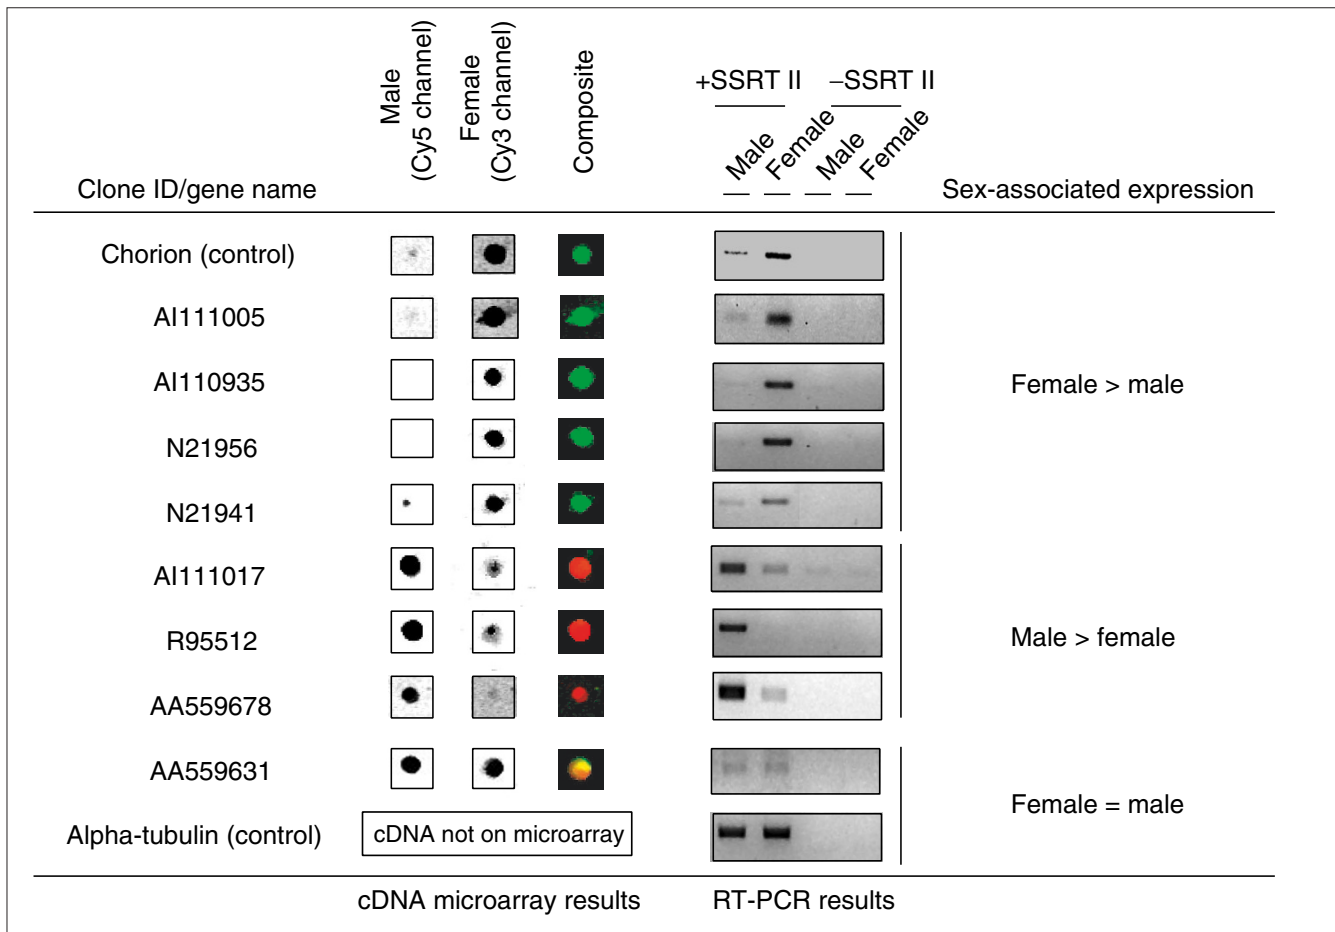 Male
(Cy5 channel)
Female
(Cy3 channel)
Composite
+SSRT II
–SSRT II
Male
Female
Male
Female
Clone ID/gene name
Sex-associated expression
Chorion (control)
AI111005
AI110935
Female > male
N21956
N21941
AI111017
R95512
Male > female
AA559678
AA559631
Female = male
Alpha-tubulin (control)
cDNA not on microarray
cDNA microarray results
RT-PCR results